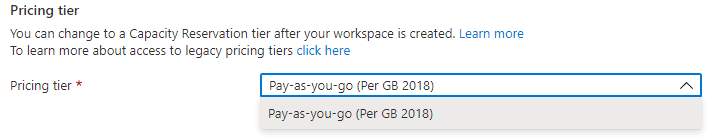 Pricing tier
You can change to a Capacity Reservation tier after your workspace is created. Learn more
To learn more about access to legacy pricing tiers click here
Pricing tier * Pay-as-you-go (Per GB 2018)
Pay-as-you-go (Per GB 2018)